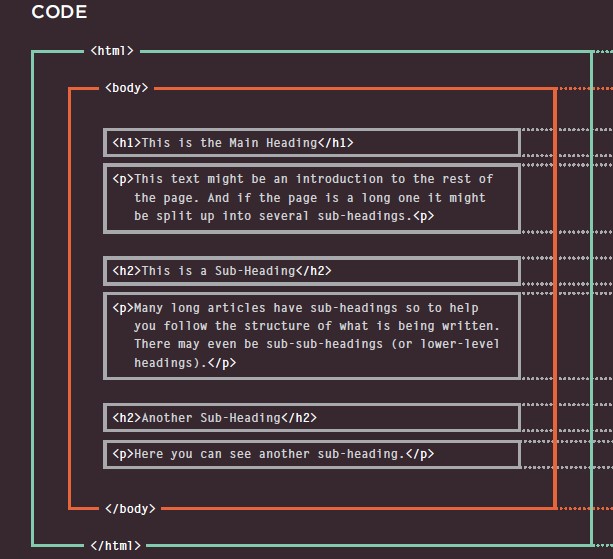 CODE
<html>
<body>
<h1>This is the Main Heading</h1>
<p>This text might be an introduction to the rest of
the page. And if the page is a long one it might
be split up into several sub-headings.<p>
<h2>This is a Sub-Heading</h2>
<p>Many long articles have sub-headings so to help
you follow the structure of what is being written.
There may even be sub-sub-headings (or lower-level
headings).</p>
<h2>Another Sub-Heading</h2>
<p>Here you can see another sub-heading.</p>
</body>
</html>